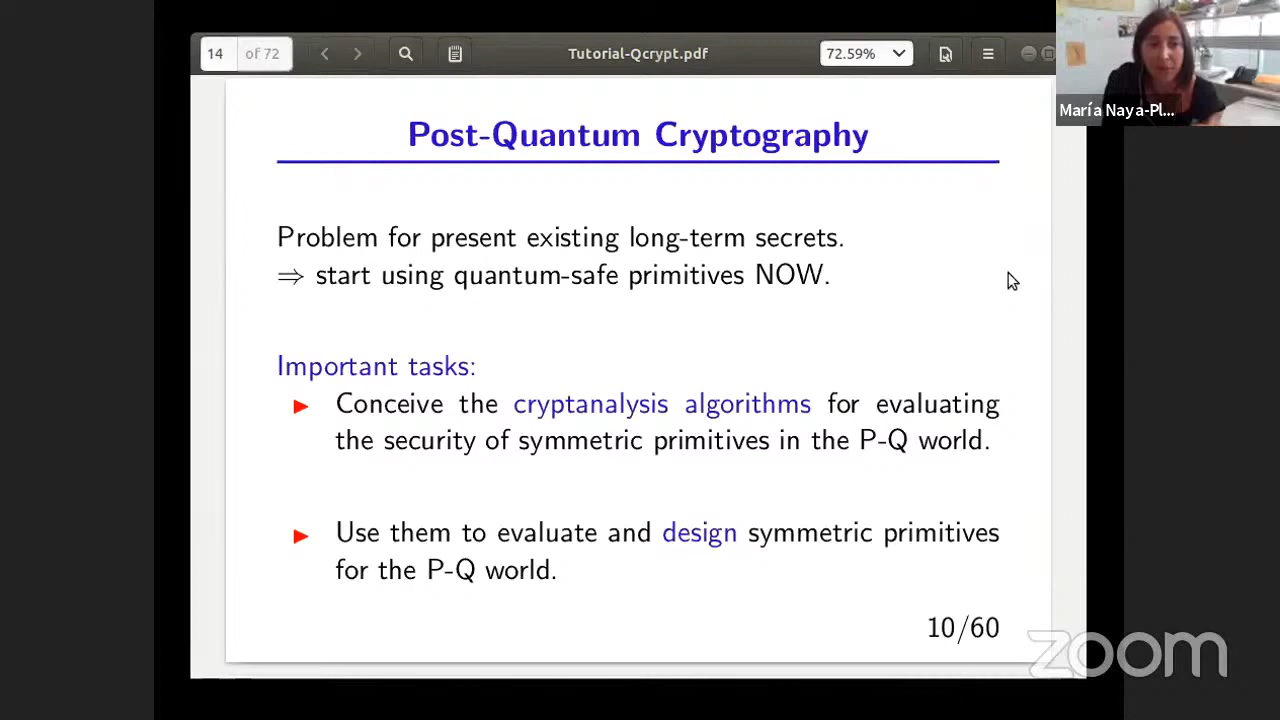 14 of 72
Tutorial-Qcrypt.pdf
72.59%
María Naya-Pl...
Post-Quantum Cryptography
Problem for present existing long-term secrets.
⇒ start using quantum-safe primitives NOW.
Important tasks:
► Conceive the cryptanalysis algorithms for evaluating
the security of symmetric primitives in the P-Q world.
► Use them to evaluate and design symmetric primitives
for the P-Q world.
10/60
zoom